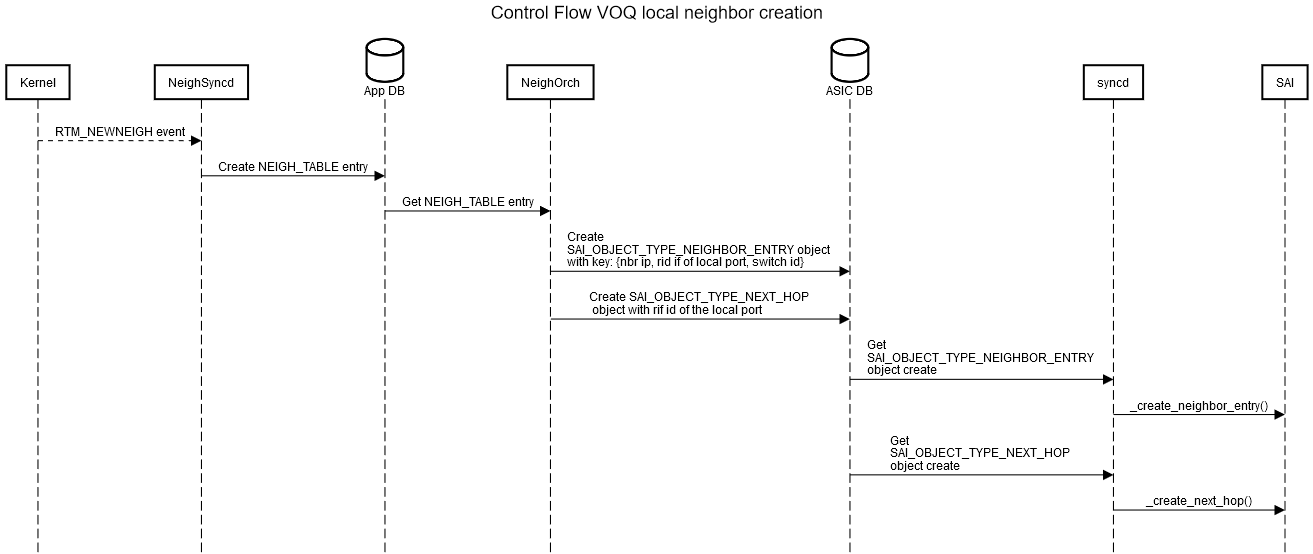 Control Flow VOQ local neighbor creation
Kernel
NeighSyncd
App DB
NeighOrch
ASIC DB
syncd
SAI
RTM_NEWNEIGH event
Create NEIGH_TABLE entry
Get NEIGH_TABLE entry
Create
SAI_OBJECT_TYPE_NEIGHBOR_ENTRY object
with key: {nbr ip, rid if of local port, switch id}
Create SAI_OBJECT_TYPE_NEXT_HOP
object with rif id of the local port
Get
SAI_OBJECT_TYPE_NEIGHBOR_ENTRY
object create
_create_neighbor_entry()
Get
SAI_OBJECT_TYPE_NEXT_HOP
object create
_create_next_hop()